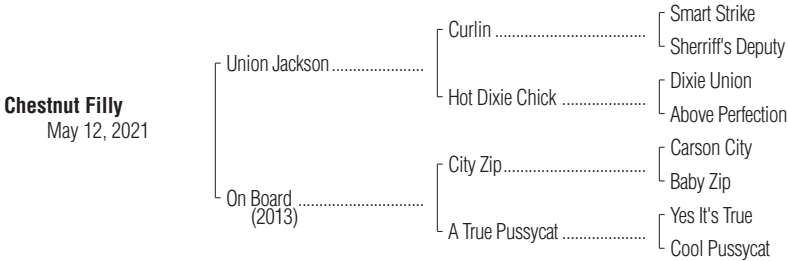 Smart Strike
Curlin ......................................
Sherriff's Deputy
Union Jackson.......................
Dixie Union
Hot Dixie Chick .....................
Above Perfection
Chestnut Filly
May 12, 2021
Carson City
City Zip....................................
Baby Zip
On Board ...............................
(2013)
Yes It's True
A True Pussycat .....................
Cool Pussycat